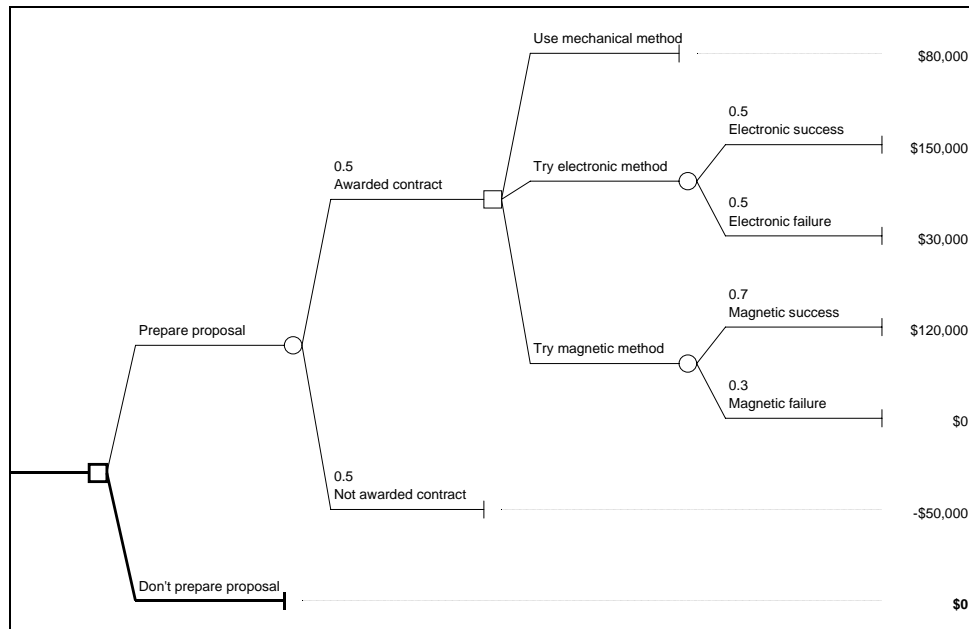 Use mechanical method
$80,000
0.5
Electronic success
$150,000
0.5
Awarded contract
Try electronic method
0.5
Electronic failure
$30,000
0.7
Magnetic success
$120,000
Prepare proposal
Try magnetic method
0.3
Magnetic failure
$0
0.5
Not awarded contract
-$50,000
Don't prepare proposal
$0